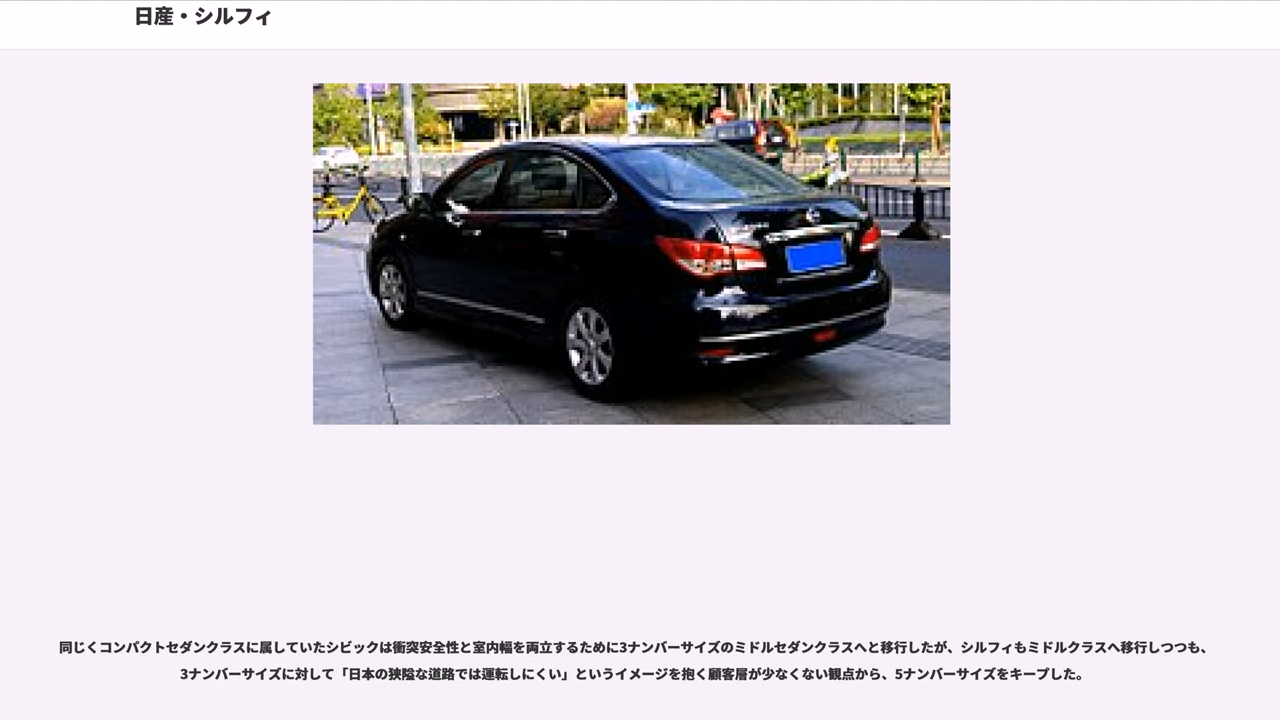 日産・シルフィ
同じくコンパクトセダンクラスに属していたシビックは衝突安全性と室内幅を両立するために3ナンバーサイズのミドルセダンクラスへと移行したが、シルフィもミドルクラスへ移行しつつも、
3ナンバーサイズに対して「日本の狭隘な道路では運転しにくい」というイメージを抱く顧客層が少なくない観点から、5ナンバーサイズをキープした。